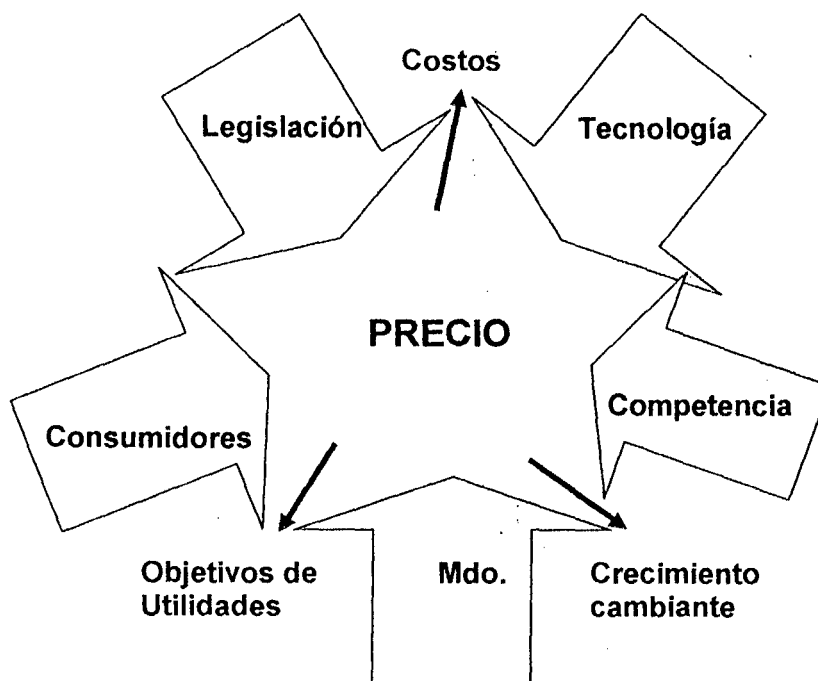 Costos
Legislación
Tecnología
PRECIO
Consumidores
Competencia
Objetivos de
Utilidades
Mdo.
Crecimiento
cambiante